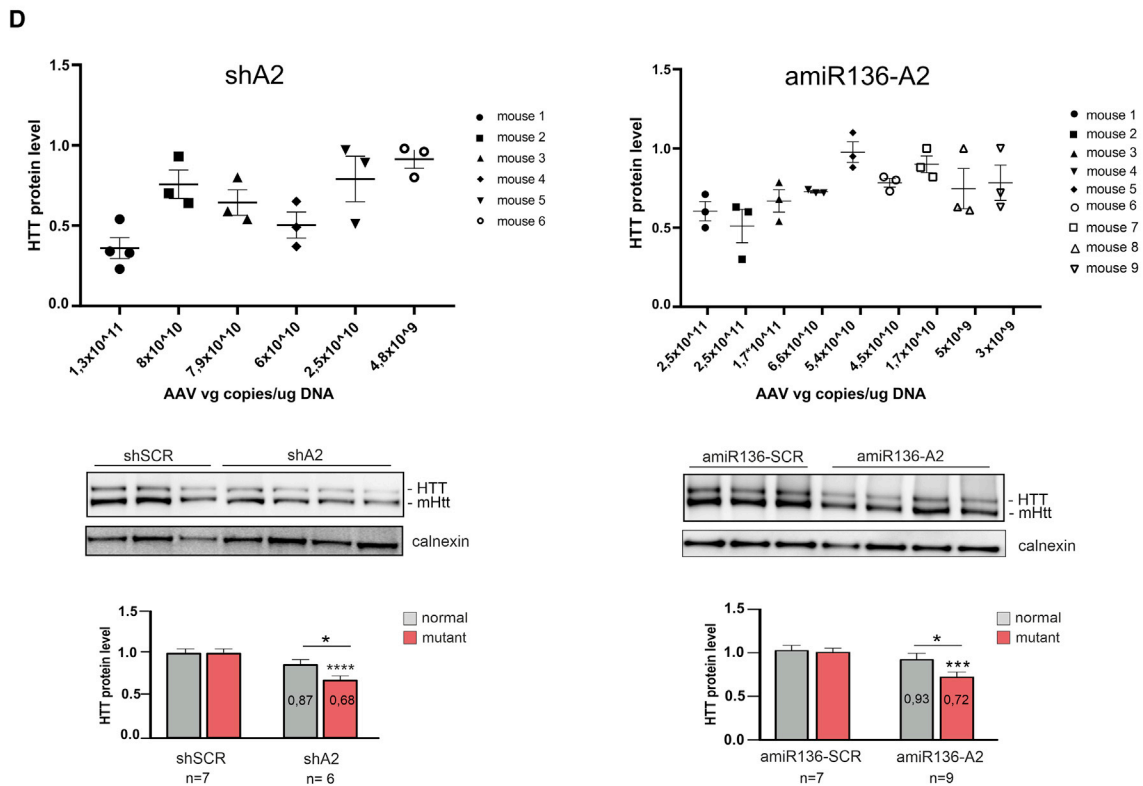 D
shA2
HTT protein level
1.5
1.0
0.5
0.0
1,3x10^11
8x10^10
7,9x10^10
6x10^10
2,5x10^10
4,8x10^9
AAV vg copies/ug DNA
mouse 1
mouse 2
mouse 3
mouse 4
mouse 5
mouse 6
amiR136-A2
HTT protein level
1.5
1.0
0.5
0.0
2,5x10^11
2,5x10^11
1,7*10^11
6,6x10^10
5,4x10^10
4,5x10^10
1,7x10^10
5x10^9
3x10^9
AAV vg copies/ug DNA
mouse 1
mouse 2
mouse 3
mouse 4
mouse 5
mouse 6
mouse 7
mouse 8
mouse 9
shSCR shA2
- HTT
- mHtt
calnexin
amiR136-SCR amiR136-A2
- HTT
- mHtt
calnexin
HTT protein level
1.5
1.0
0.5
0.0
normal
mutant
*
****
0,87 0,68
shSCR shA2
n=7 n= 6
HTT protein level
1.5
1.0
0.5
0.0
normal
mutant
*
***
0,93 0,72
amiR136-SCR amiR136-A2
n=7 n=9